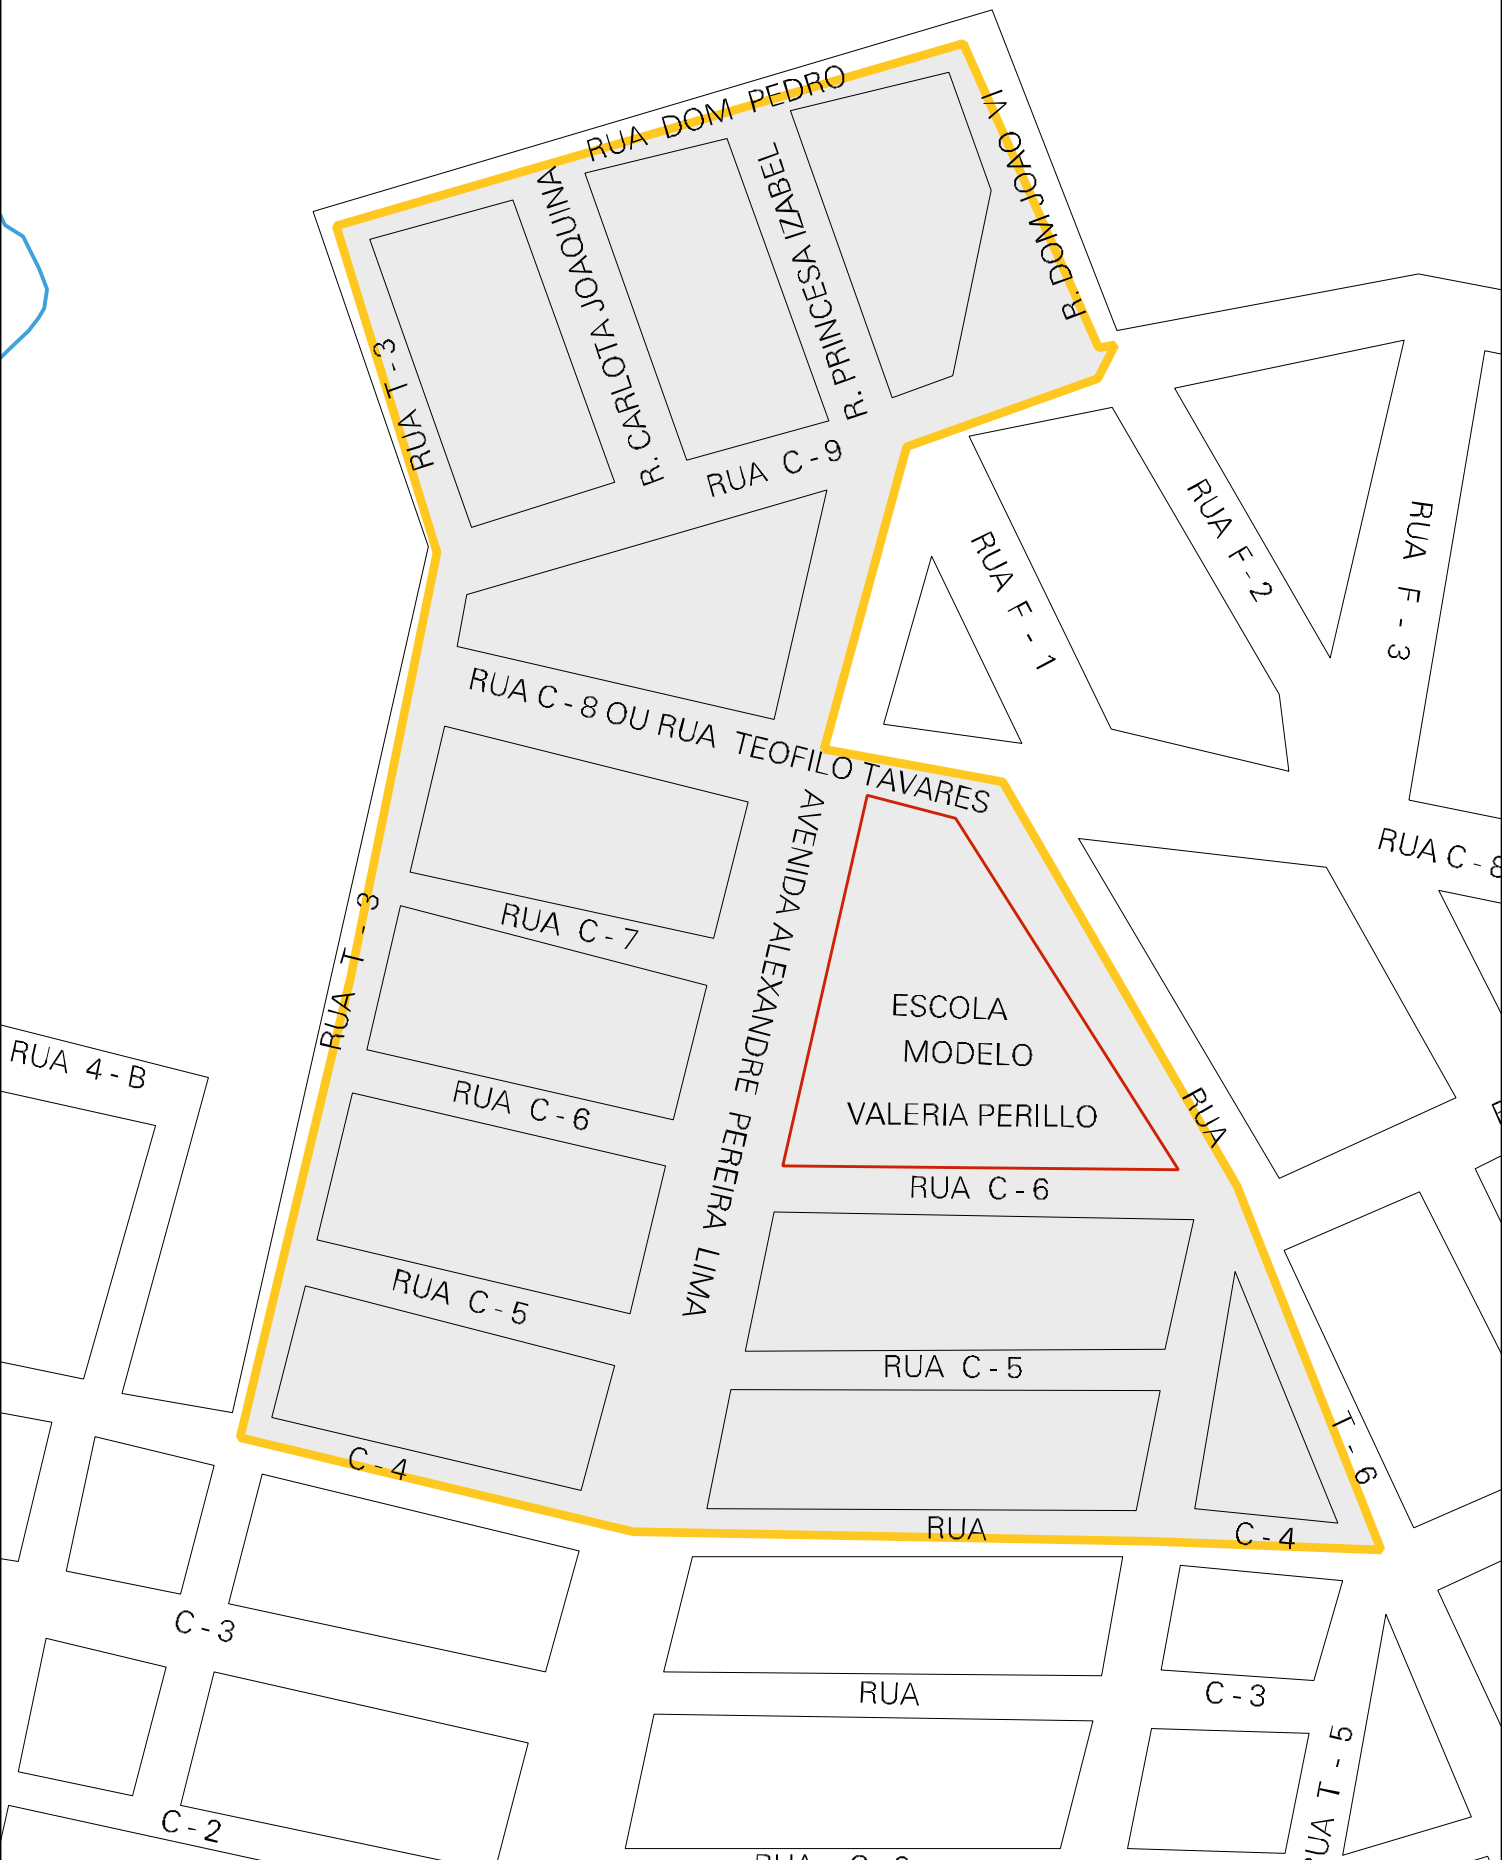 RUA DOM PEDRO
R. DOM JOAO VI
R. CARLOTA JOAQUINA
R. PRINCESA IZABEL
RUA T - 3
RUA C - 9
RUA F - 1
RUA F - 2
RUA F - 3
RUA C - 8 OU RUA TEOFILO TAVARES
RUA C - 8
AVENIDA ALEXANDRE PEREIRA LIMA
RUA T - 3
RUA C - 7
ESCOLA
MODELO
VALERIA PERILLO
RUA 4 - B
RUA C - 6
RUA C - 6
RUA T - 6
RUA C - 5
RUA C - 5
C - 4
RUA C - 4
C - 3
RUA C - 3
RUA T - 5
C - 2